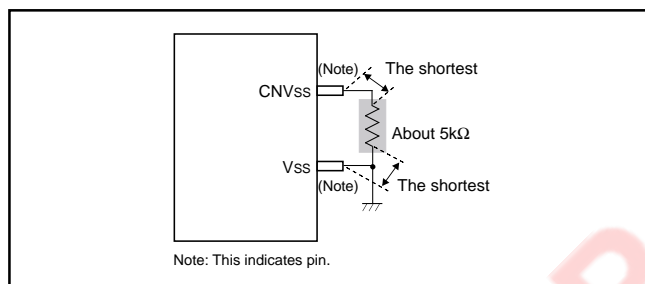 (Note)
The shortest
CNVSS
About 5kΩ
VSS
(Note)
The shortest
Note: This indicates pin.